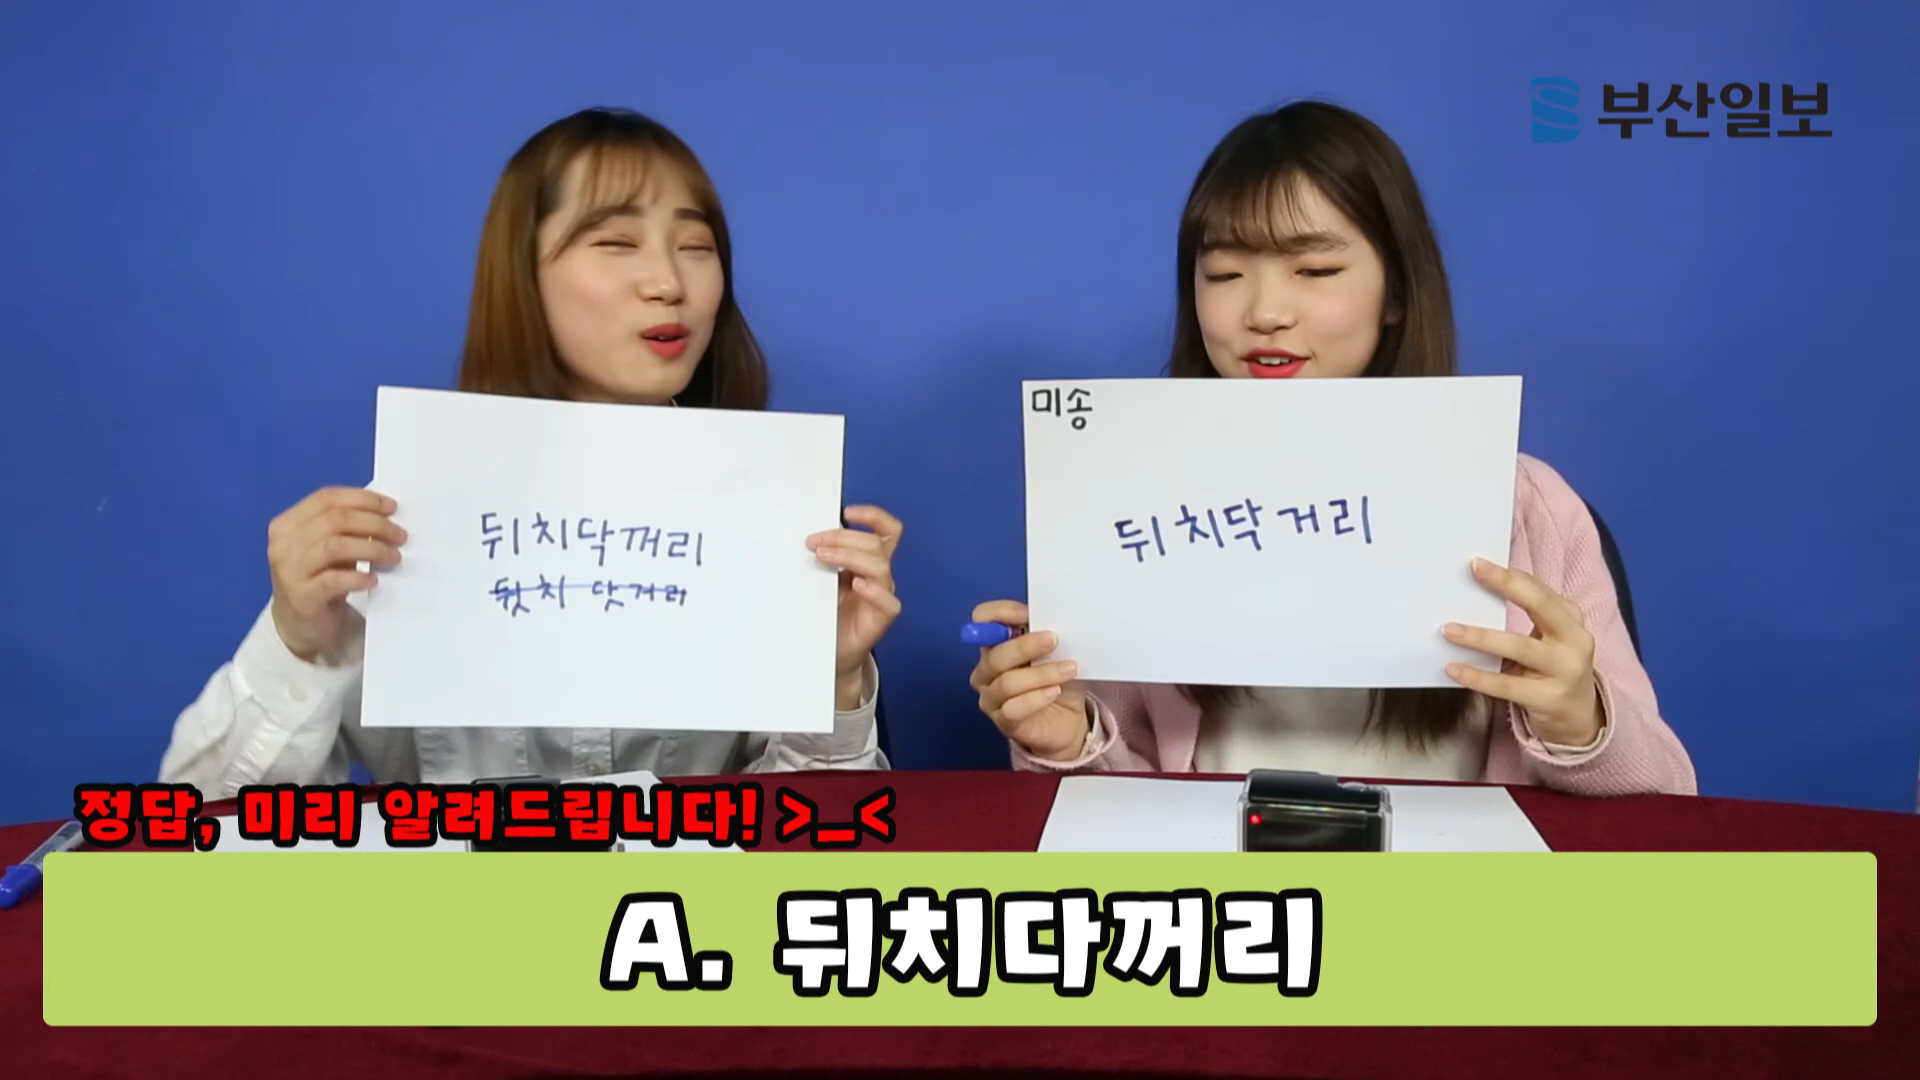 부산일보
미송
뒤치닥꺼리
뒷치닷거리
뒤치닥거리
정답, 미리 알려드립니다! >_<
A. 뒤치다꺼리